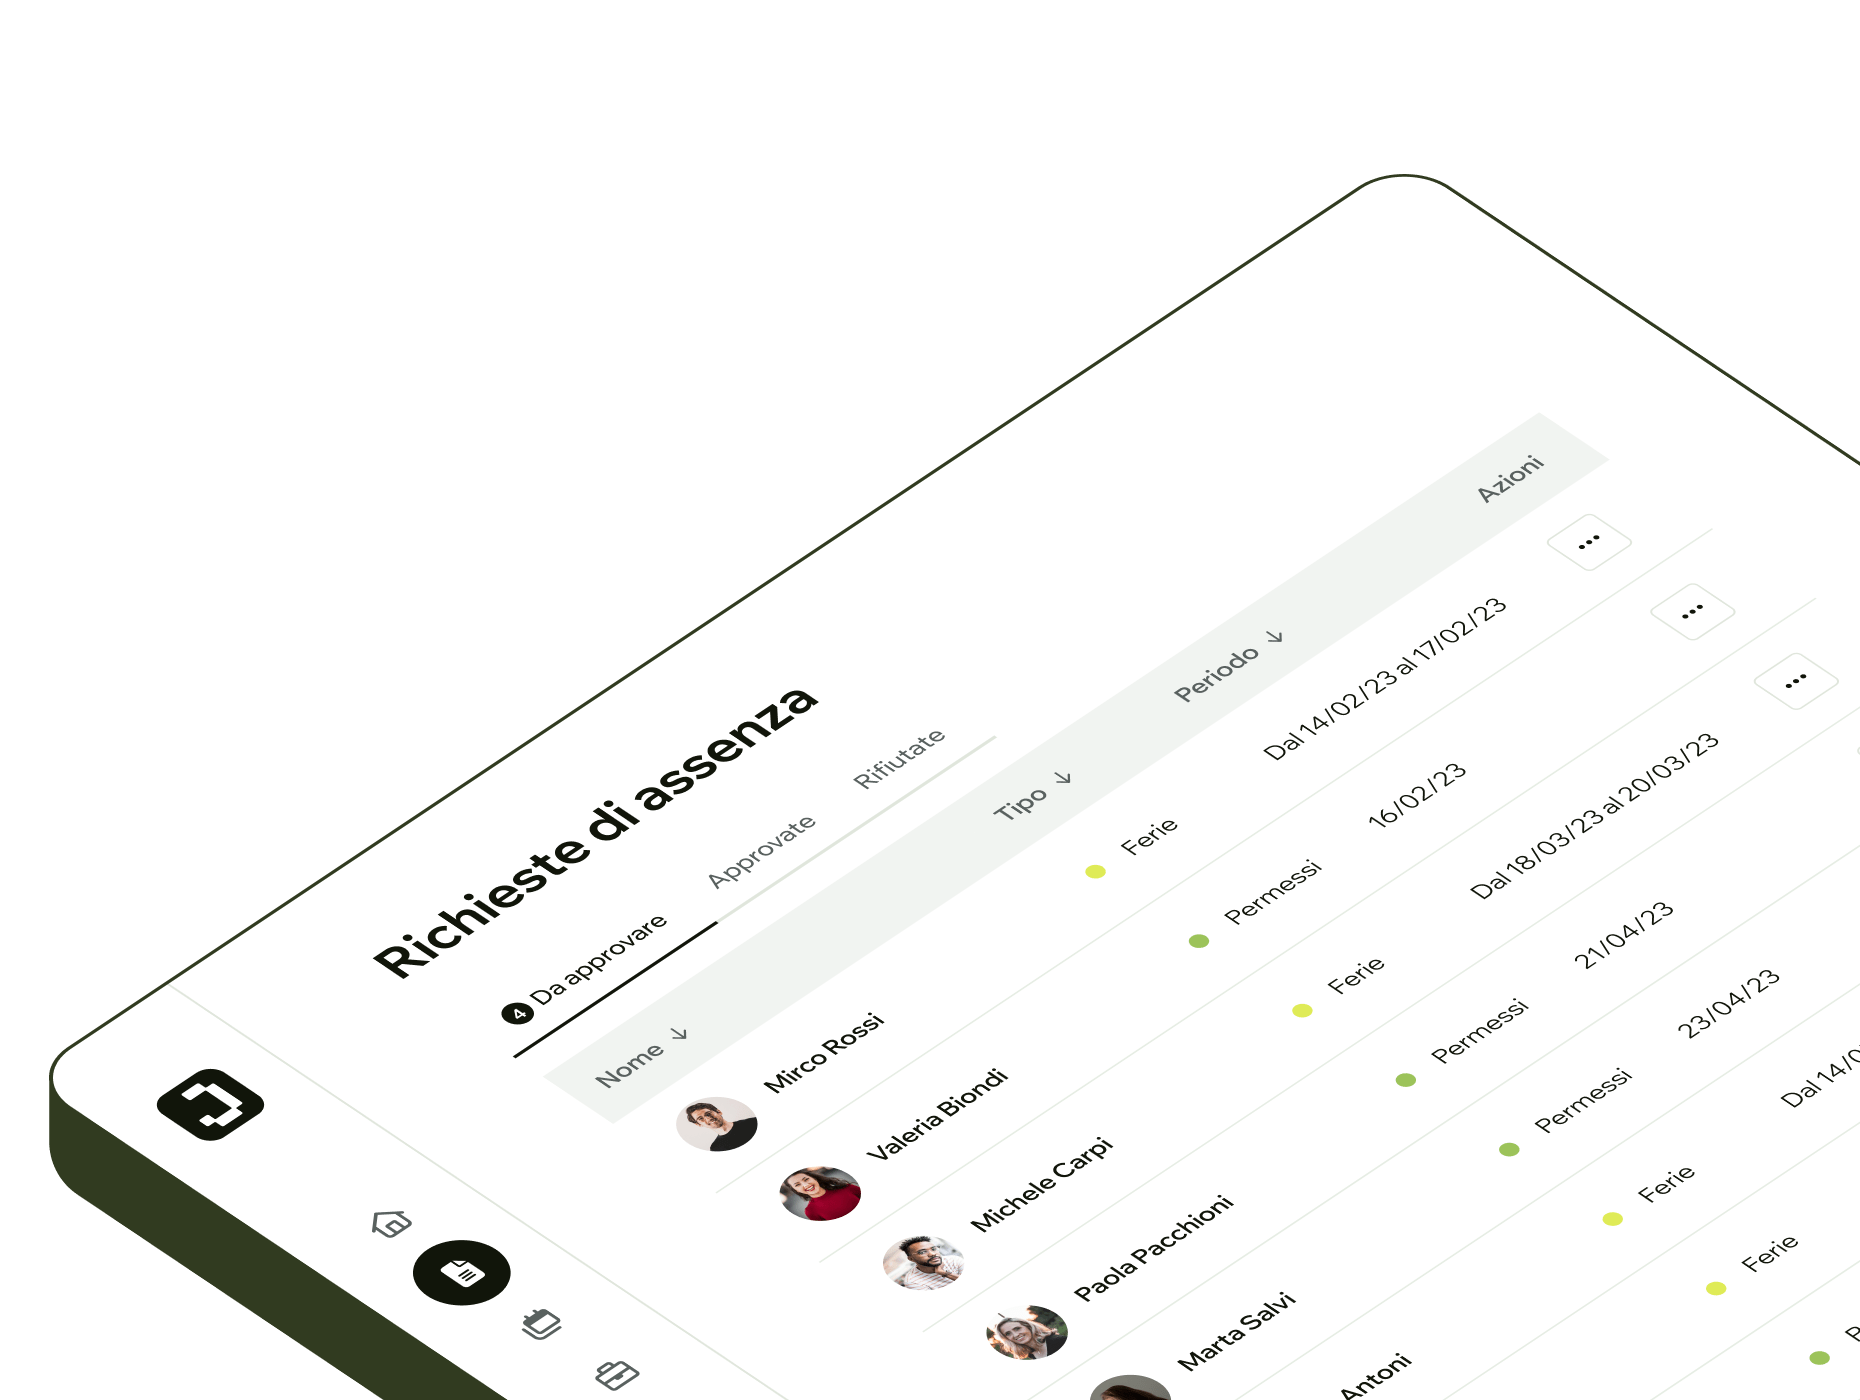 Richieste di assenza
4 Da approvare Approvate Rifiutate
Nome Tipo Periodo Azioni
Mirco Rossi Ferie Dal 14/02/23 al 17/02/23
Valeria Biondi Permessi 16/02/23
Michele Carpi Ferie Dal 18/03/23 al 20/03/23
Paola Pacchioni Permessi 21/04/23
Marta Salvi Permessi 23/04/23
Antoni Ferie Dal 14/0
Ferie